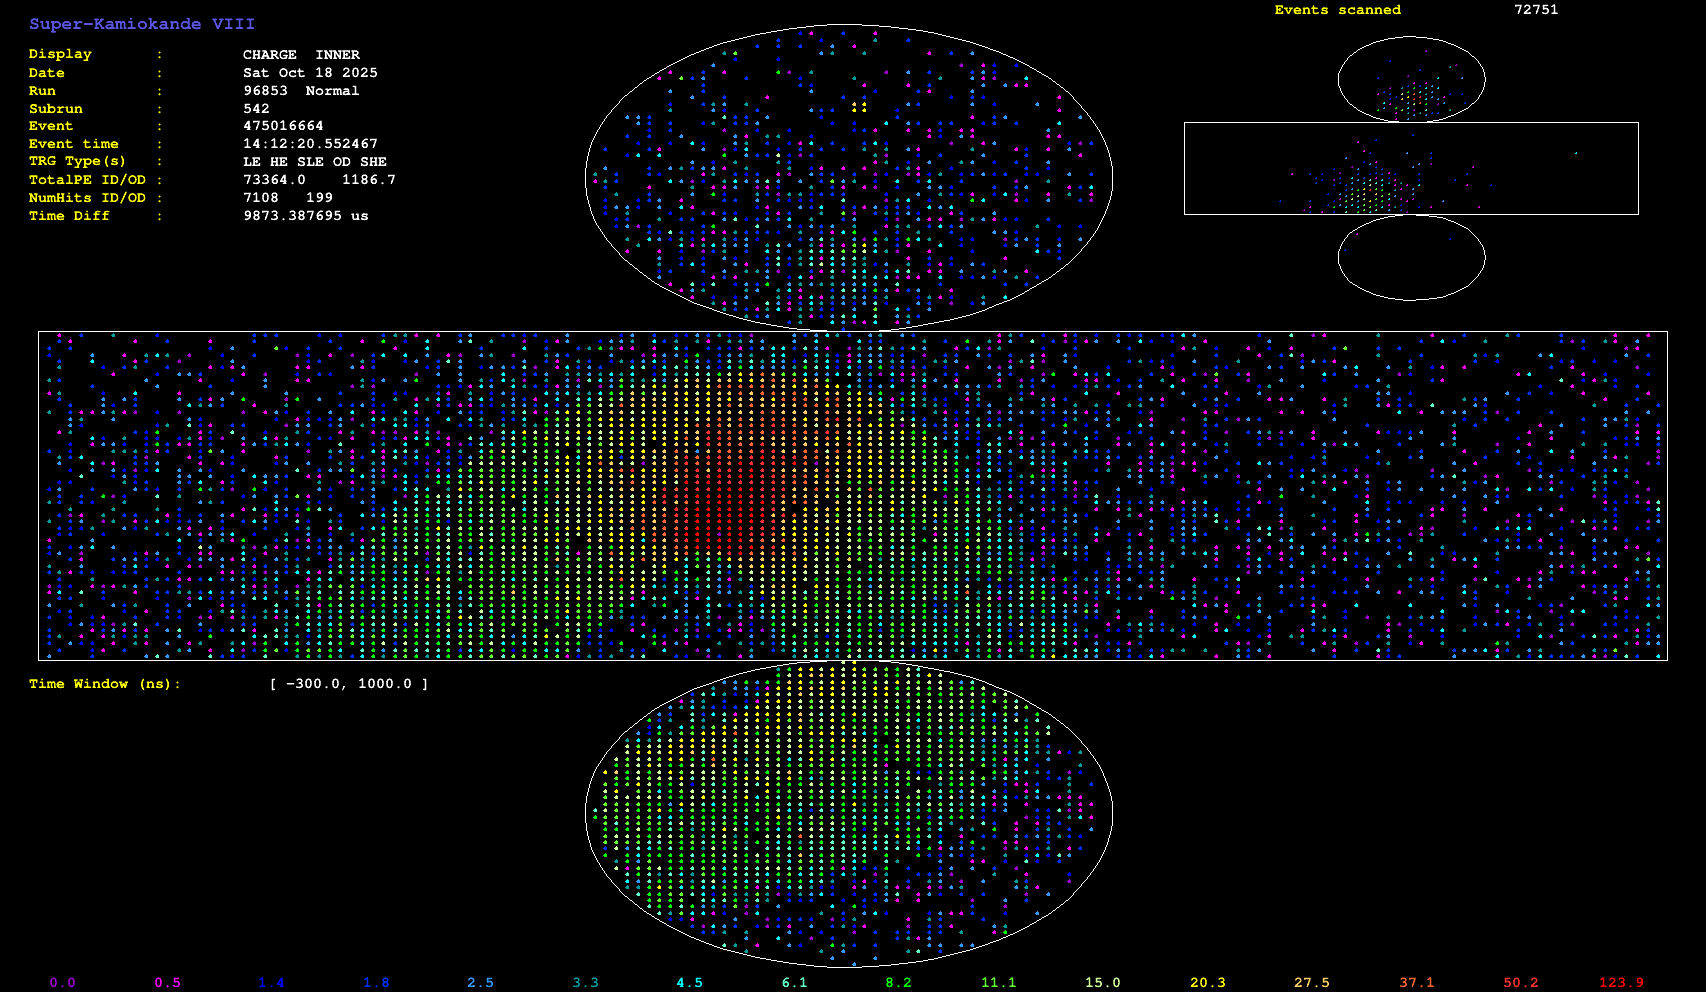 Super-Kamiokande VIII
Events scanned 72751
Display : CHARGE INNER
Date : Sat Oct 18 2025
Run : 96853 Normal
Subrun : 542
Event : 475016664
Event time : 14:12:20.552467
TRG Type(s) : LE HE SLE OD SHE
TotalPE ID/OD : 73364.0 1186.7
NumHits ID/OD : 7108 199
Time Diff : 9873.387695 us
Time Window (ns): [ -300.0, 1000.0 ]
0.0 0.5 1.4 1.8 2.5 3.3 4.5 6.1 8.2 11.1 15.0 20.3 27.5 37.1 50.2 123.9